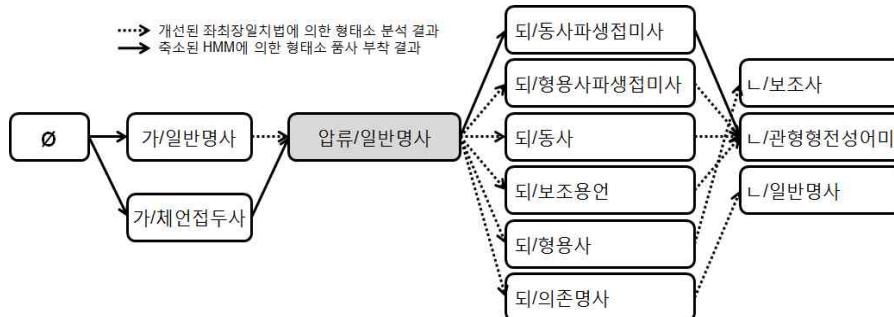 개선된 좌최장일치법에 의한 형태소 분석 결과
축소된 HMM에 의한 형태소 품사 부착 결과
되/동사파생접미사
되/형용사파생접미사
ㄴ/보조사
ø
가/일반명사
압류/일반명사
되/동사
ㄴ/관형형전성어미
되/보조용언
ㄴ/일반명사
가/체언접두사
되/형용사
되/의존명사